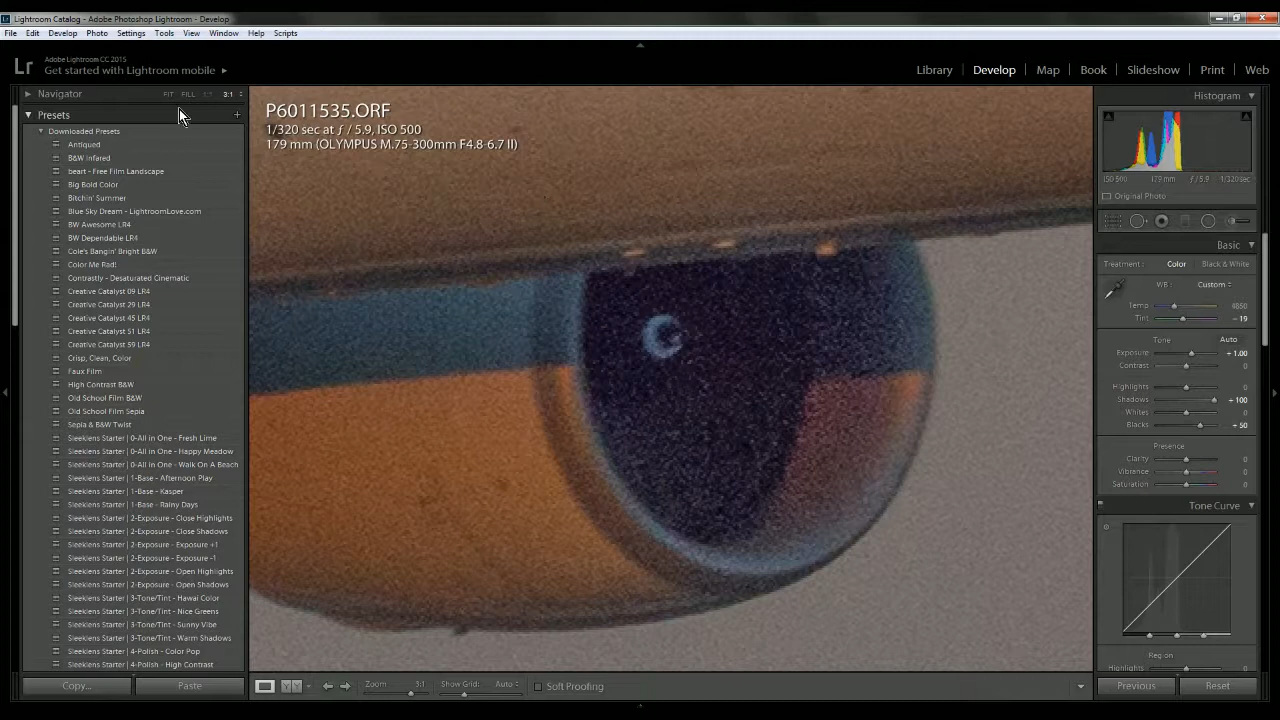 Lightroom Catalog - Adobe Photoshop Lightroom - Develop
File Edit Develop Photo Settings Tools View Window Help Scripts
Lr
Adobe Lightroom CC 2015
Get started with Lightroom mobile
Library Develop Map Book Slideshow Print Web
Navigator FIT FILL 1:1 3:1
Presets +
Downloaded Presets
Antiqued
B&W Infared
beart - Free Film Landscape
Big Bold Color
Bitchin' Summer
Blue Sky Dream - LightroomLove.com
BW Awesome LR4
BW Dependable LR4
Cole's Bangin' Bright B&W
Color Me Rad!
Contrastly - Desaturated Cinematic
Creative Catalyst 09 LR4
Creative Catalyst 29 LR4
Creative Catalyst 45 LR4
Creative Catalyst 51 LR4
Creative Catalyst 59 LR4
Crisp, Clean, Color
Faux Film
High Contrast B&W
Old School Film B&W
Old School Film Sepia
Sepia & B&W Twist
Sleeklens Starter | 0-All in One - Fresh Lime
Sleeklens Starter | 0-All in One - Happy Meadow
Sleeklens Starter | 0-All in One - Walk On A Beach
Sleeklens Starter | 1-Base - Afternoon Play
Sleeklens Starter | 1-Base - Kasper
Sleeklens Starter | 1-Base - Rainy Days
Sleeklens Starter | 2-Exposure - Close Highlights
Sleeklens Starter | 2-Exposure - Close Shadows
Sleeklens Starter | 2-Exposure - Exposure +1
Sleeklens Starter | 2-Exposure - Exposure -1
Sleeklens Starter | 2-Exposure - Open Highlights
Sleeklens Starter | 2-Exposure - Open Shadows
Sleeklens Starter | 3-Tone/Tint - Hawai Color
Sleeklens Starter | 3-Tone/Tint - Nice Greens
Sleeklens Starter | 3-Tone/Tint - Sunny Vibe
Sleeklens Starter | 3-Tone/Tint - Warm Shadows
Sleeklens Starter | 4-Polish - Color Pop
Sleeklens Starter | 4-Polish - High Contrast
Copy... Paste
P6011535.ORF
1/320 sec at ƒ / 5.9, ISO 500
179 mm (OLYMPUS M.75-300mm F4.8-6.7 II)
Zoom 3:1 Show Grid: Auto Soft Proofing
Histogram
ISO 500 179 mm ƒ / 5.9 1/320 sec
Original Photo
Basic
Treatment: Color Black & White
WB: Custom
Temp 4850
Tint - 19
Tone Auto
Exposure + 1.00
Contrast 0
Highlights 0
Shadows + 100
Whites 0
Blacks + 50
Presence
Clarity 0
Vibrance 0
Saturation 0
Tone Curve
Region
Highlights 0
Previous Reset